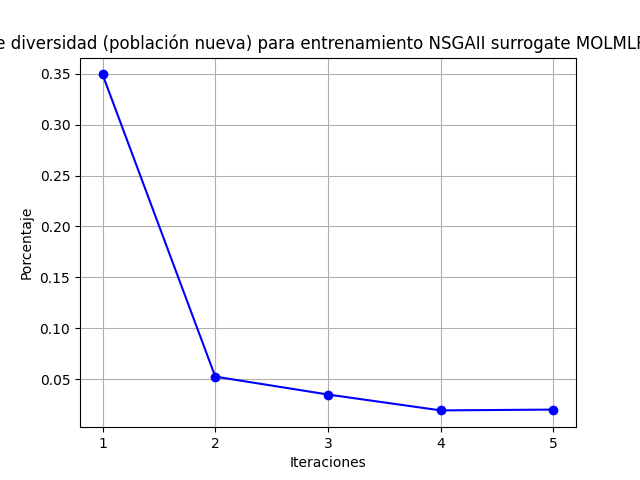 e diversidad (población nueva) para entrenamiento NSGAII surrogate MOLMLP
0.35
0.30
0.25
0.20
0.15
0.10
0.05
Porcentaje
1 2 3 4 5
Iteraciones